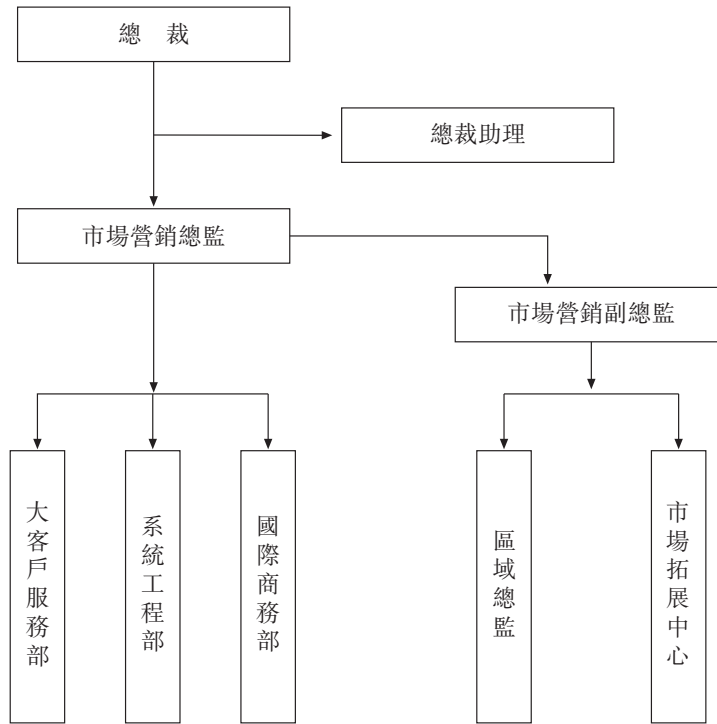 總　裁
總裁助理
市場營銷總監
市場營銷副總監
大客戶服務部
系統工程部
國際商務部
區域總監
市場拓展中心